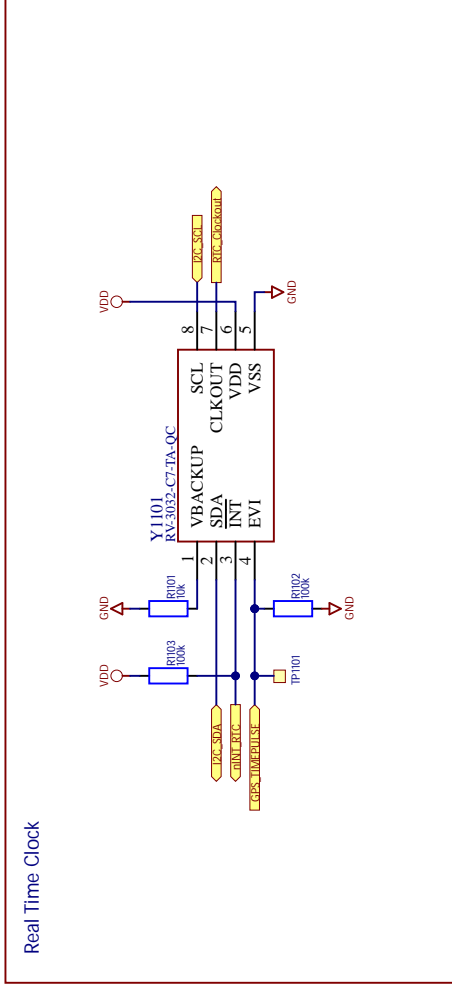 Real Time Clock
VDD
GND
R1103
100k
R1101
10k
Y1101
RV-3032-C7-TA-QC
1
VBACKUP
2
SDA
3
INT
4
EVI
SCL
8
CLKOUT
7
VDD
6
VSS
5
VDD
I2C_SCL
RTC_Clockout
GND
I2C_SDA
nINT_RTC
GPS_TIMEPULSE
TP1101
R1102
100k
GND